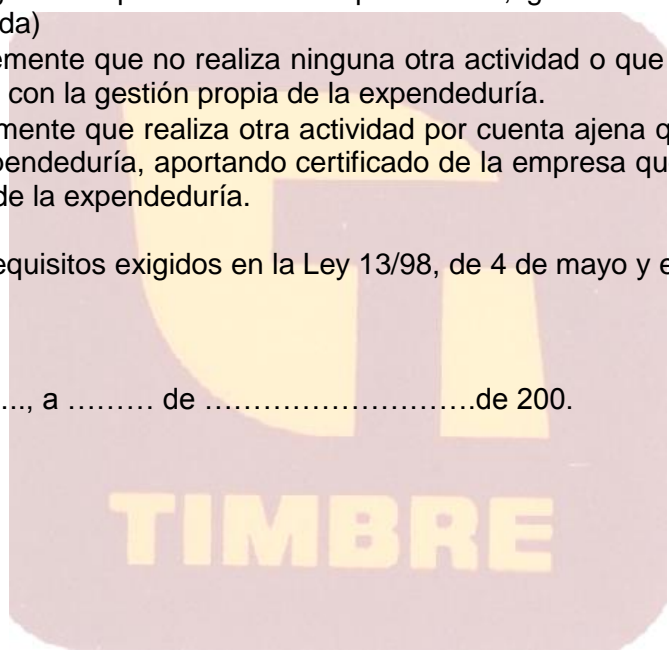 da)
emente que no realiza ninguna otra actividad o que
con la gestión propia de la expendeduría.
mente que realiza otra actividad por cuenta ajena q
pendeduría, aportando certificado de la empresa qu
de la expendeduría.
equisitos exigidos en la Ley 13/98, de 4 de mayo y e
..., a ……… de ……………………….de 200.
TIMBRE